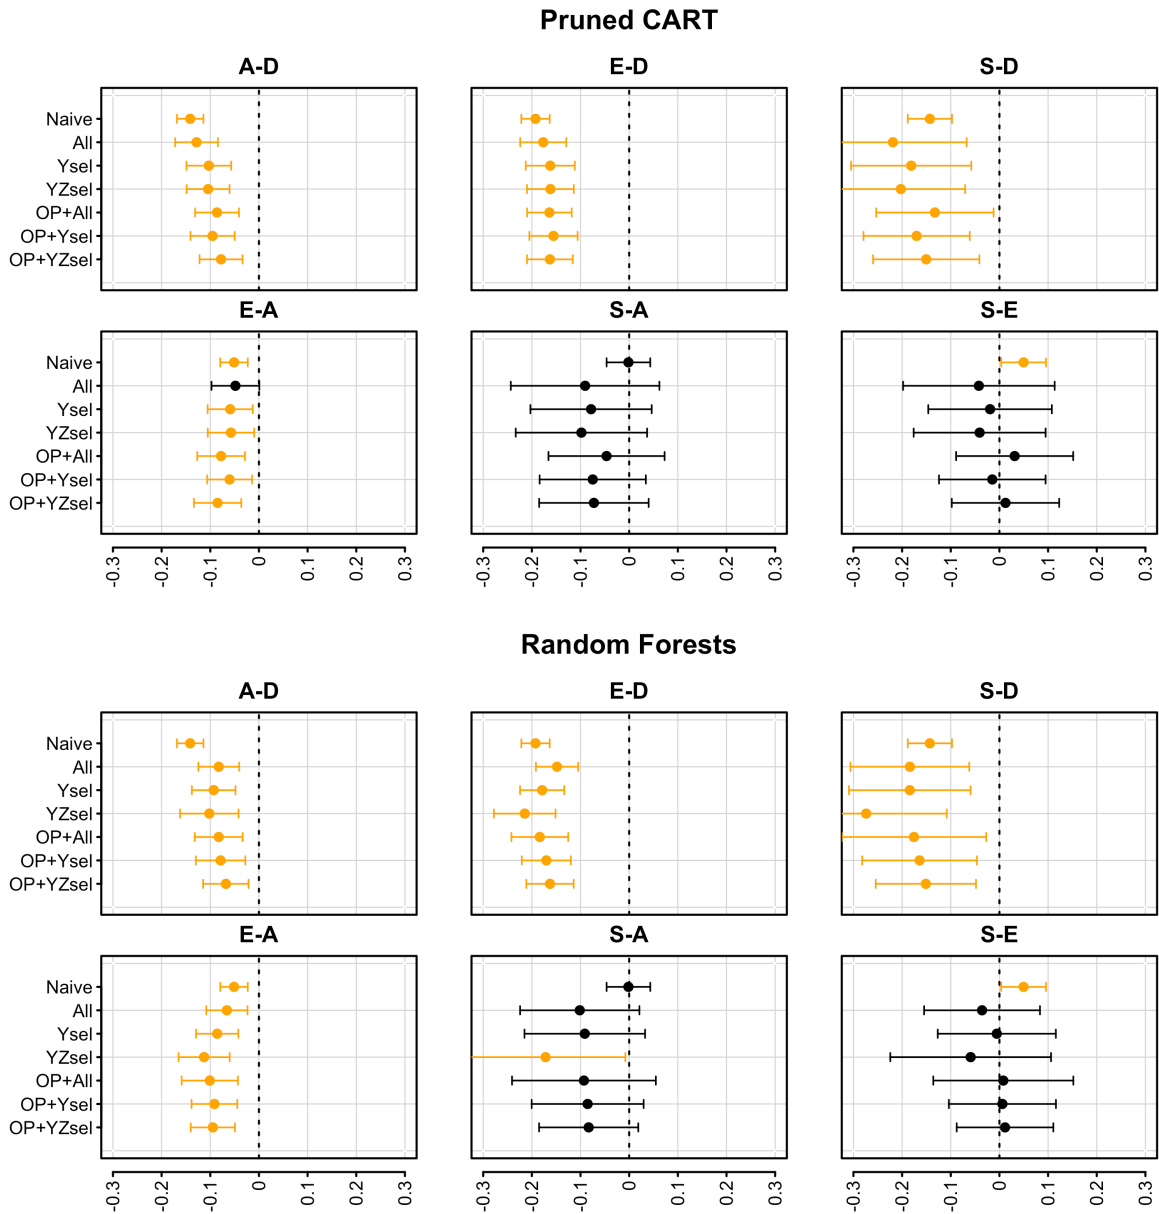 Pruned CART
A-D
E-D
S-D
Naive
All
Ysel
YZsel
OP+All
OP+Ysel
OP+YZsel
E-A
S-A
S-E
Naive
All
Ysel
YZsel
OP+All
OP+Ysel
OP+YZsel
-0.3 -0.2 -0.1 0 0.1 0.2 0.3
-0.3 -0.2 -0.1 0 0.1 0.2 0.3
-0.3 -0.2 -0.1 0 0.1 0.2 0.3
Random Forests
A-D
E-D
S-D
Naive
All
Ysel
YZsel
OP+All
OP+Ysel
OP+YZsel
E-A
S-A
S-E
Naive
All
Ysel
YZsel
OP+All
OP+Ysel
OP+YZsel
-0.3 -0.2 -0.1 0 0.1 0.2 0.3
-0.3 -0.2 -0.1 0 0.1 0.2 0.3
-0.3 -0.2 -0.1 0 0.1 0.2 0.3